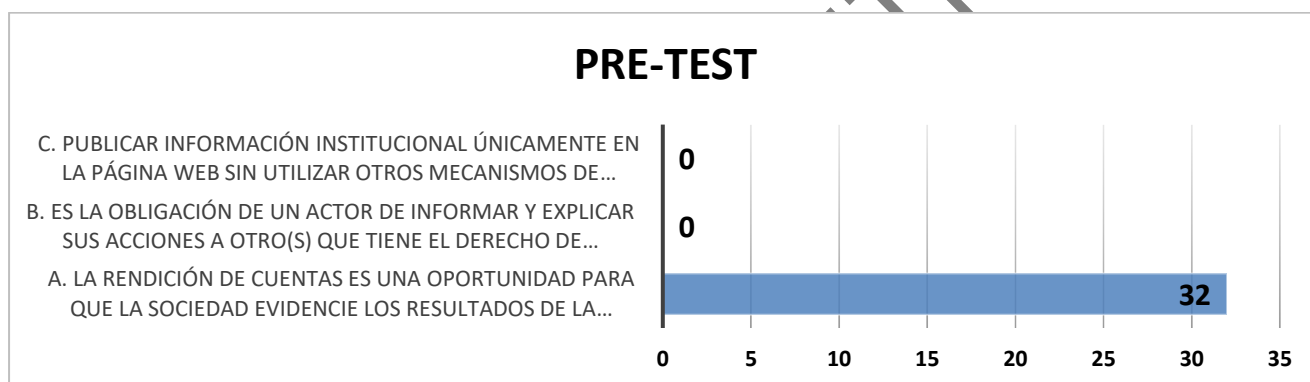 PRE-TEST
C. PUBLICAR INFORMACIÓN INSTITUCIONAL ÚNICAMENTE EN
LA PÁGINA WEB SIN UTILIZAR OTROS MECANISMOS DE...
0
B. ES LA OBLIGACIÓN DE UN ACTOR DE INFORMAR Y EXPLICAR
SUS ACCIONES A OTRO(S) QUE TIENE EL DERECHO DE...
0
A. LA RENDICIÓN DE CUENTAS ES UNA OPORTUNIDAD PARA
QUE LA SOCIEDAD EVIDENCIE LOS RESULTADOS DE LA...
32
0 5 10 15 20 25 30 35